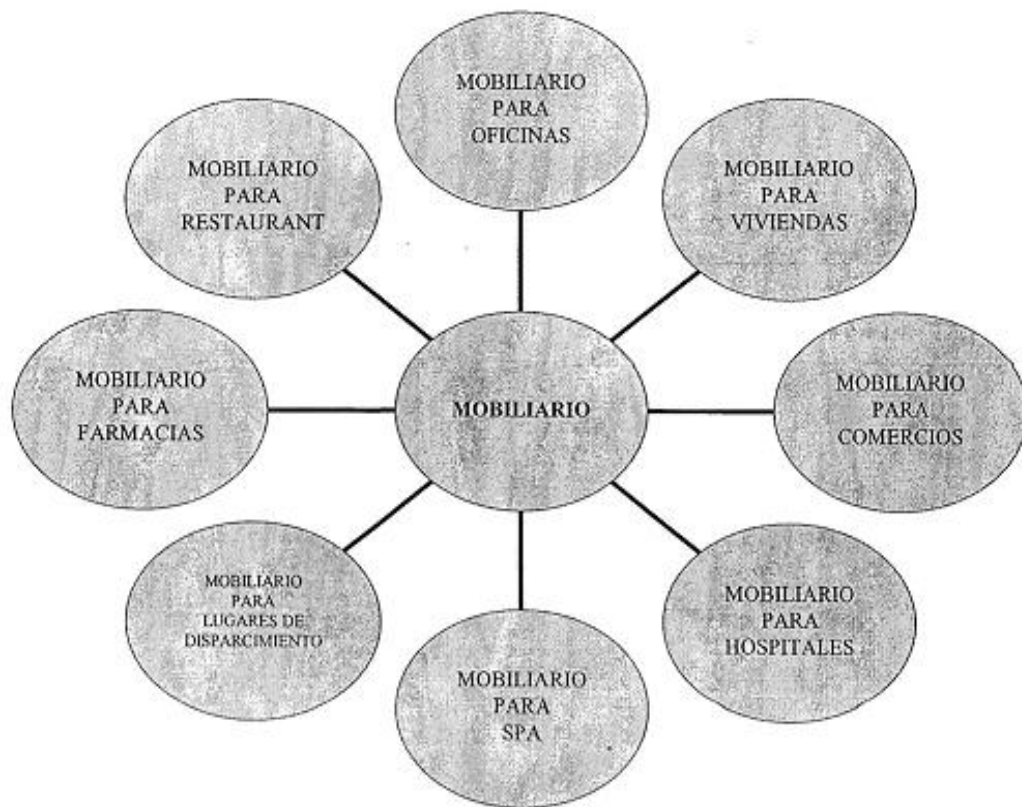 MOBILIARIO
PARA
OFICINAS
MOBILIARIO
PARA
RESTAURANT
MOBILIARIO
PARA
VIVIENDAS
MOBILIARIO
PARA
FARMACIAS
MOBILIARIO
MOBILIARIO
PARA
COMERCIOS
MOBILIARIO
PARA
LUGARES DE
DISPARCIMIENTO
MOBILIARIO
PARA
HOSPITALES
MOBILIARIO
PARA
SPA